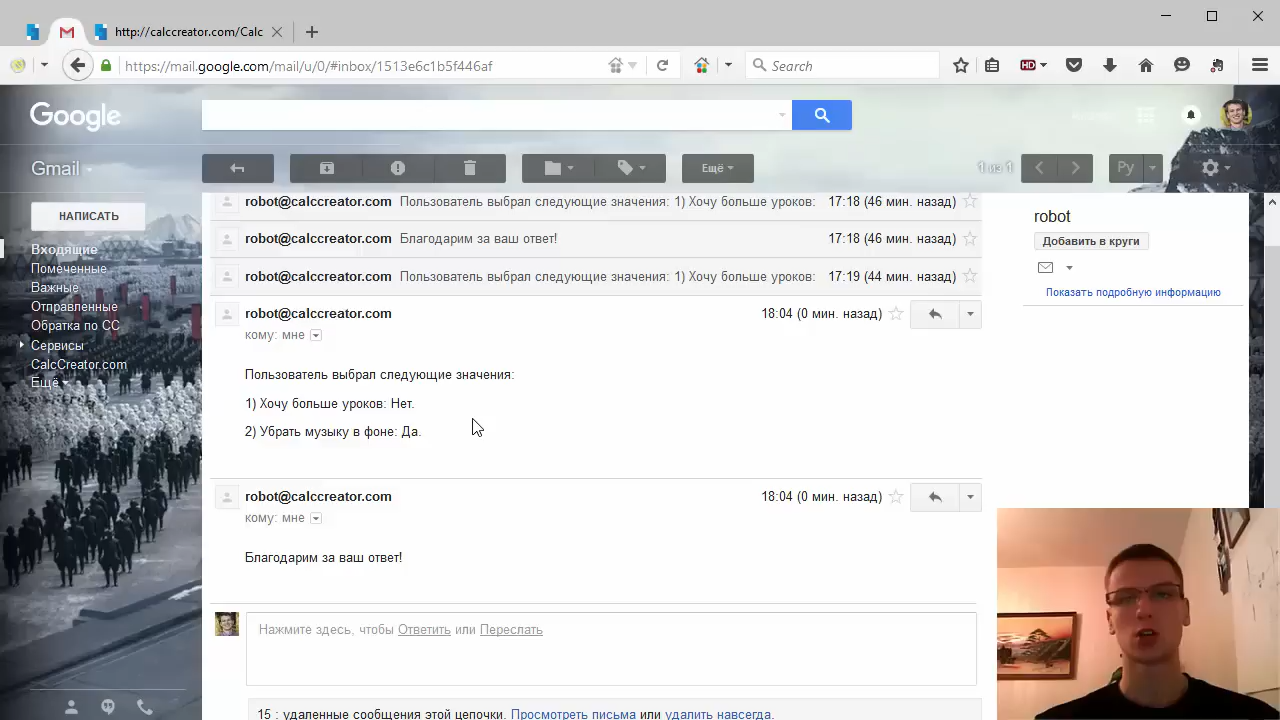 http://calccreator.com/Calc
https://mail.google.com/mail/u/0/#inbox/1513e6c1b5f446af
Search
HD
Google
Gmail
Ещё
1 из 1
Ру
НАПИСАТЬ
Входящие
Помеченные
Важные
Отправленные
Обратка по СС
Сервисы
CalcCreator.com
Ещё
robot@calccreator.com Пользователь выбрал следующие значения: 1) Хочу больше уроков: 17:18 (46 мин. назад)
robot@calccreator.com Благодарим за ваш ответ! 17:18 (46 мин. назад)
robot@calccreator.com Пользователь выбрал следующие значения: 1) Хочу больше уроков: 17:19 (44 мин. назад)
robot@calccreator.com 18:04 (0 мин. назад)
кому: мне
Пользователь выбрал следующие значения:
1) Хочу больше уроков: Нет.
2) Убрать музыку в фоне: Да.
robot@calccreator.com 18:04 (0 мин. назад)
кому: мне
Благодарим за ваш ответ!
Нажмите здесь, чтобы Ответить или Переслать
15 : удаленные сообщения этой цепочки. Просмотреть письма или удалить навсегда.
robot
Добавить в круги
Показать подробную информацию